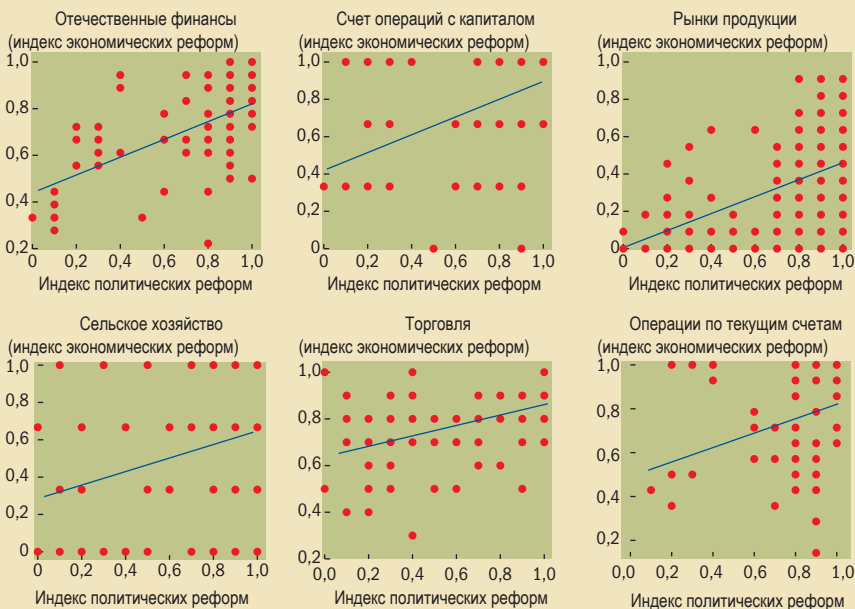 Отечественные финансы
(индекс экономических реформ)
1,0
0,8
0,6
0,4
0,2
0 0,2 0,4 0,6 0,8 1,0
Индекс политических реформ
Счет операций с капиталом
(индекс экономических реформ)
1,0
0,8
0,6
0,4
0,2
0
0 0,2 0,4 0,6 0,8 1,0
Индекс политических реформ
Рынки продукции
(индекс экономических реформ)
1,0
0,8
0,6
0,4
0,2
0
0 0,2 0,4 0,6 0,8 1,0
Индекс политических реформ
Сельское хозяйство
(индекс экономических реформ)
1,0
0,8
0,6
0,4
0,2
0
0 0,2 0,4 0,6 0,8 1,0
Индекс политических реформ
Торговля
(индекс экономических реформ)
1,0
0,8
0,6
0,4
0,2
0,0 0,2 0,4 0,6 0,8 1,0
Индекс политических реформ
Операции по текущим счетам
(индекс экономических реформ)
1,0
0,8
0,6
0,4
0,2
0,0 0,2 0,4 0,6 0,8 1,0
Индекс политических реформ